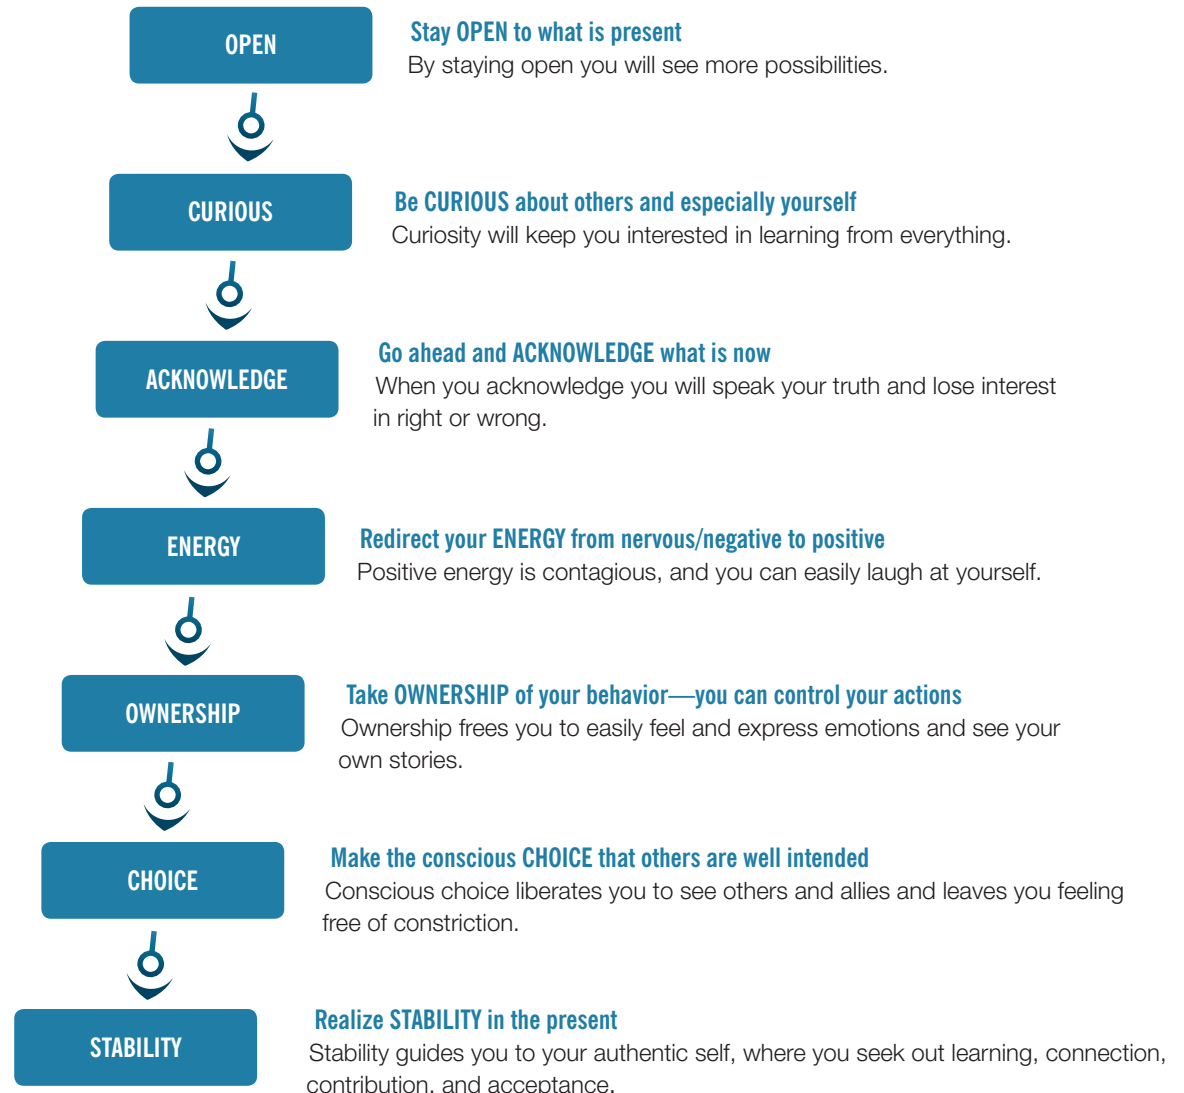 OPEN
Stay OPEN to what is present
By staying open you will see more possibilities.
CURIOUS
Be CURIOUS about others and especially yourself
Curiosity will keep you interested in learning from everything.
ACKNOWLEDGE
Go ahead and ACKNOWLEDGE what is now
When you acknowledge you will speak your truth and lose interest
in right or wrong.
ENERGY
Redirect your ENERGY from nervous/negative to positive
Positive energy is contagious, and you can easily laugh at yourself.
OWNERSHIP
Take OWNERSHIP of your behavior—you can control your actions
Ownership frees you to easily feel and express emotions and see your
own stories.
CHOICE
Make the conscious CHOICE that others are well intended
Conscious choice liberates you to see others and allies and leaves you feeling
free of constriction.
STABILITY
Realize STABILITY in the present
Stability guides you to your authentic self, where you seek out learning, connection,
contribution, and acceptance.